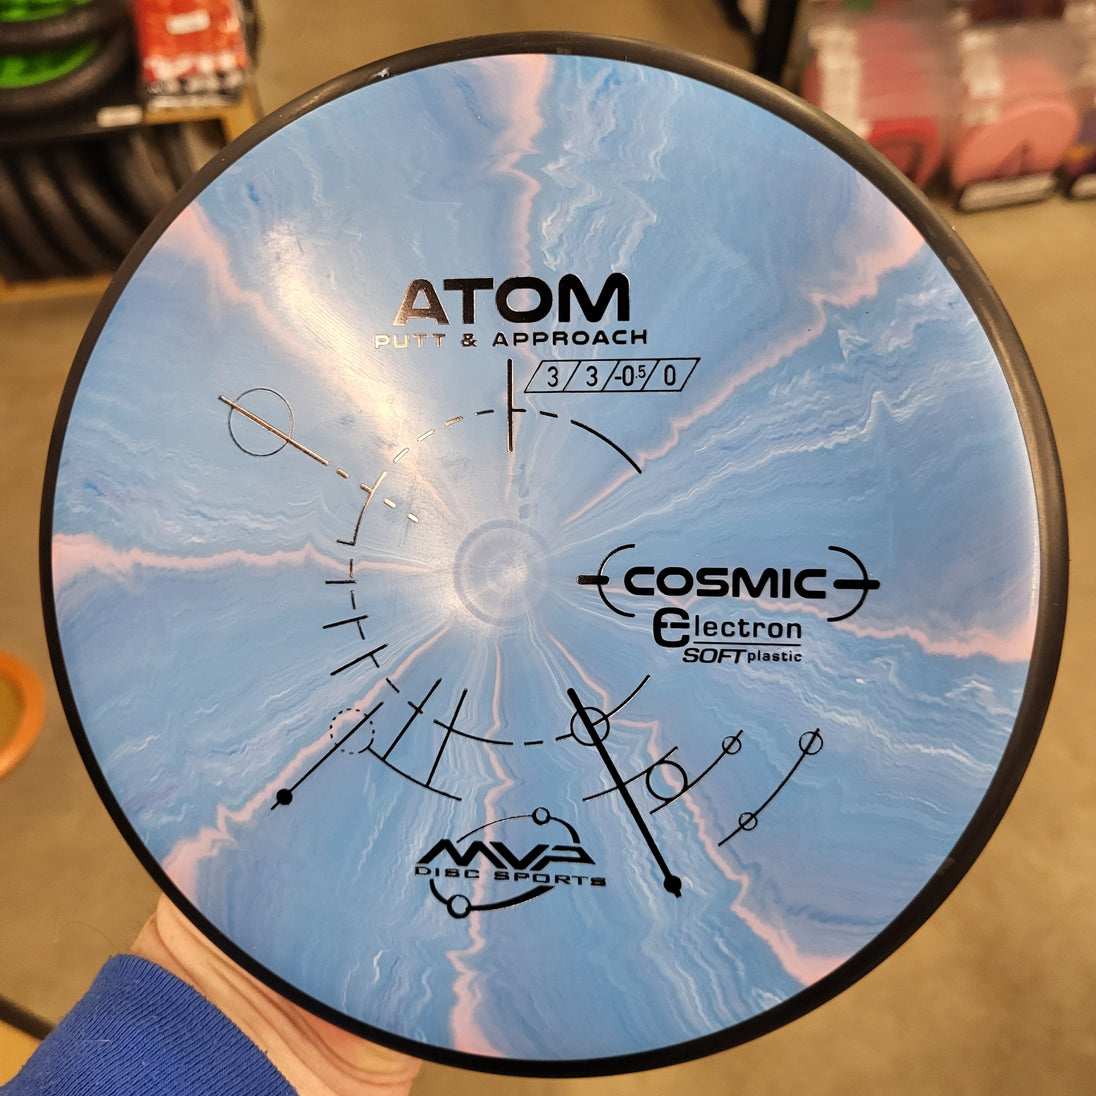 ATOM
PUTT & APPROACH
3 / 3 / -0.5 / 0
COSMIC
Electron
SOFT plastic
MVP
DISC SPORTS